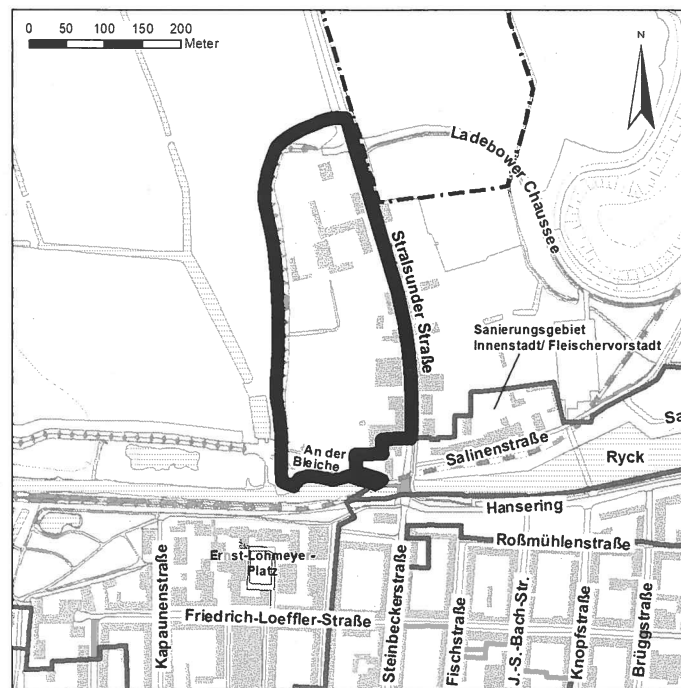 0 50 100 150 200
Meter
N
Ladebower Chaussee
Stralsunder Straße
Sanierungsgebiet
Innenstadt/ Fleischervorstadt
An der
Bleiche
Salinenstraße
Sa
Ryck
Hansering
Roßmühlenstraße
Ernst-Lohmeyer-
Platz
Kapaunenstraße
Friedrich-Loeffler-Straße
Steinbeckerstraße
Fischstraße
J.-S.-Bach-Str.
Knopfstraße
Brüggstraße